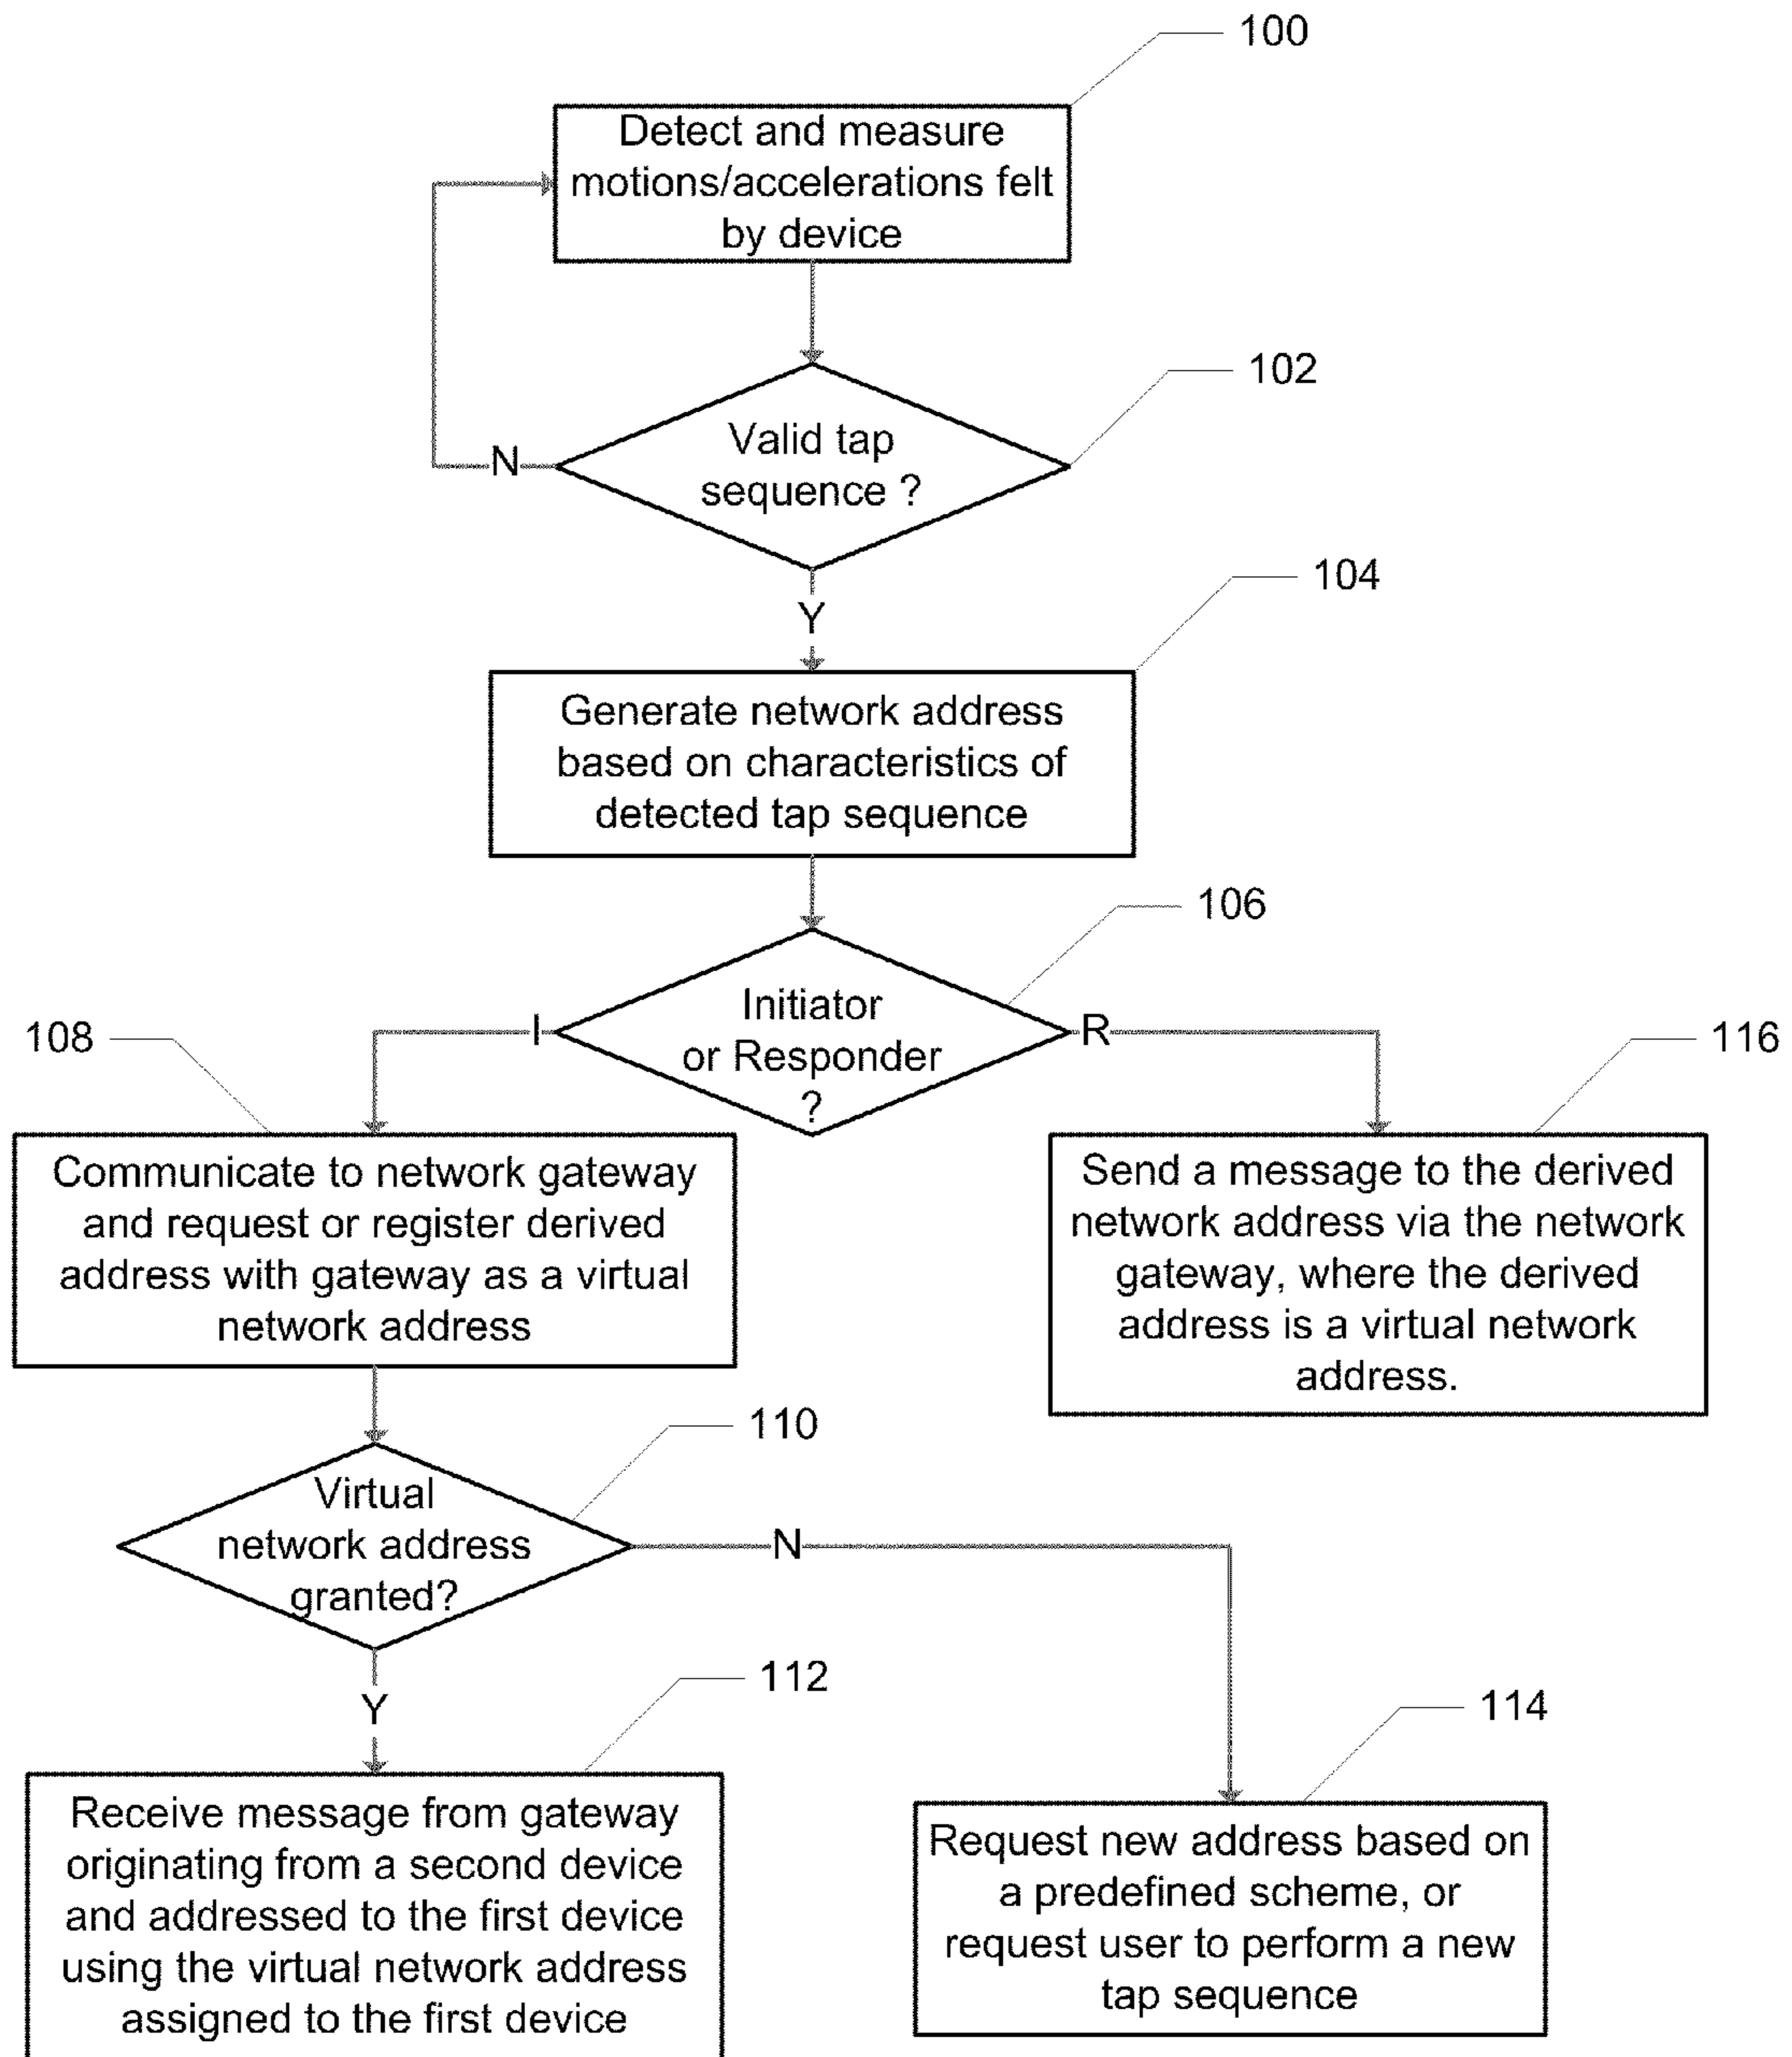 100
Detect and measure
motions/accelerations felt
by device
102
Valid tap
sequence ?
N
Y
104
Generate network address
based on characteristics of
detected tap sequence
106
Initiator
or Responder
?
I
R
108
Communicate to network gateway
and request or register derived
address with gateway as a virtual
network address
116
Send a message to the derived
network address via the network
gateway, where the derived
address is a virtual network
address.
110
Virtual
network address
granted?
N
Y
112
Receive message from gateway
originating from a second device
and addressed to the first device
using the virtual network address
assigned to the first device
114
Request new address based on
a predefined scheme, or
request user to perform a new
tap sequence